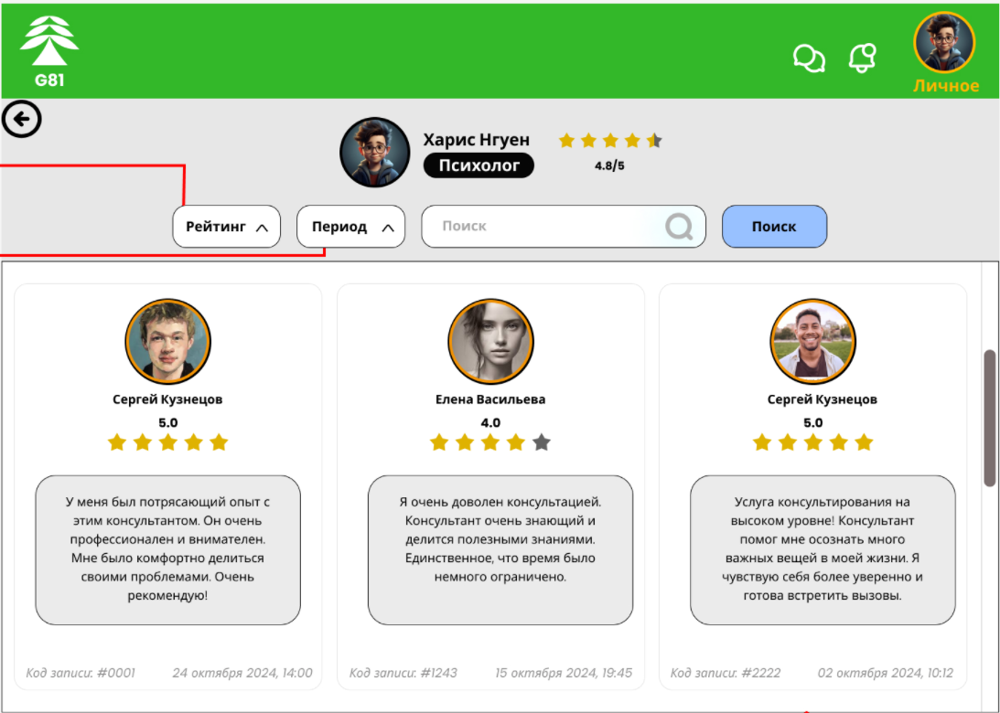 G81
Личное
Харис Нгуен
Психолог
4.8/5
Рейтинг
Период
Поиск
Поиск
Сергей Кузнецов
5.0
У меня был потрясающий опыт с
этим консультантом. Он очень
профессионален и внимателен.
Мне было комфортно делиться
своими проблемами. Очень
рекомендую!
Код записи: #0001
24 октября 2024, 14:00
Елена Васильева
4.0
Я очень доволен консультацией.
Консультант очень знающий и
делится полезными знаниями.
Единственное, что время было
немного ограничено.
Код записи: #1243
15 октября 2024, 19:45
Сергей Кузнецов
5.0
Услуга консультирования на
высоком уровне! Консультант
помог мне осознать много
важных вещей в моей жизни. Я
чувствую себя более уверенно и
готова встретить вызовы.
Код записи: #2222
02 октября 2024, 10:12